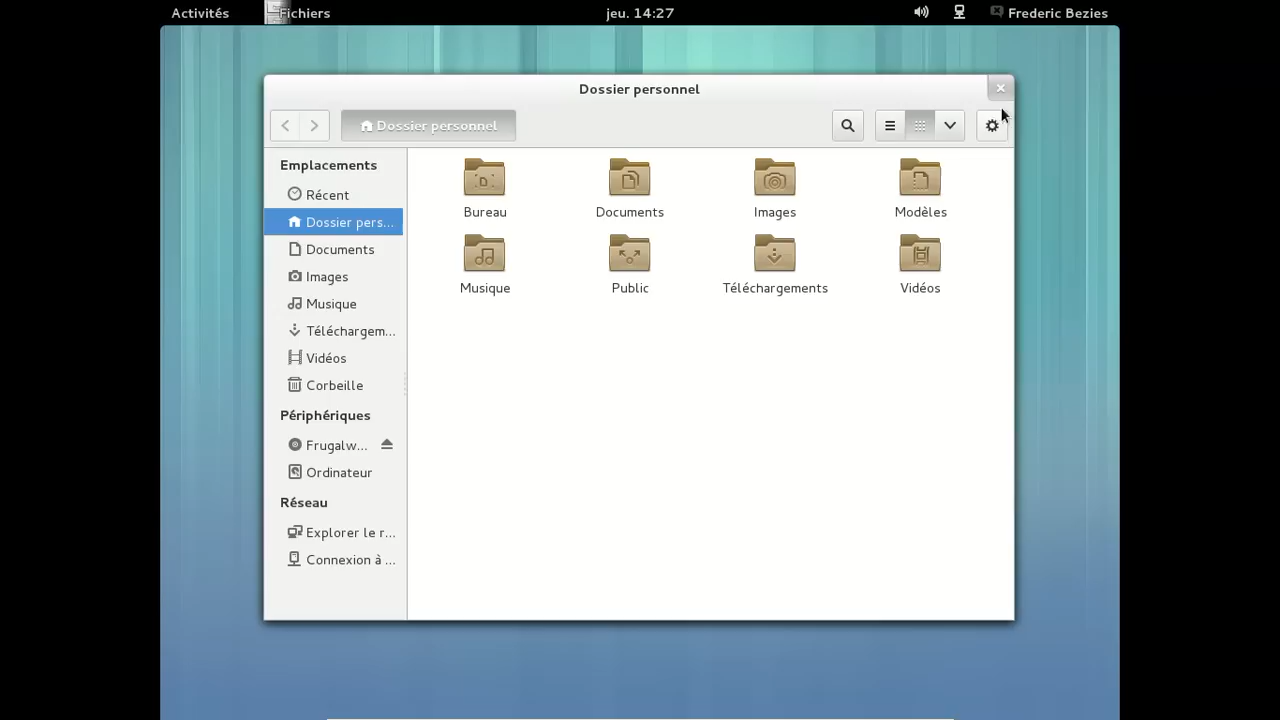 Activités Fichiers jeu. 14:27 Frederic Bezies
Dossier personnel
Dossier personnel
Emplacements
Récent
Dossier pers...
Documents
Images
Musique
Téléchargem...
Vidéos
Corbeille
Périphériques
Frugalw...
Ordinateur
Réseau
Explorer le r...
Connexion à ...
Bureau Documents Images Modèles
Musique Public Téléchargements Vidéos